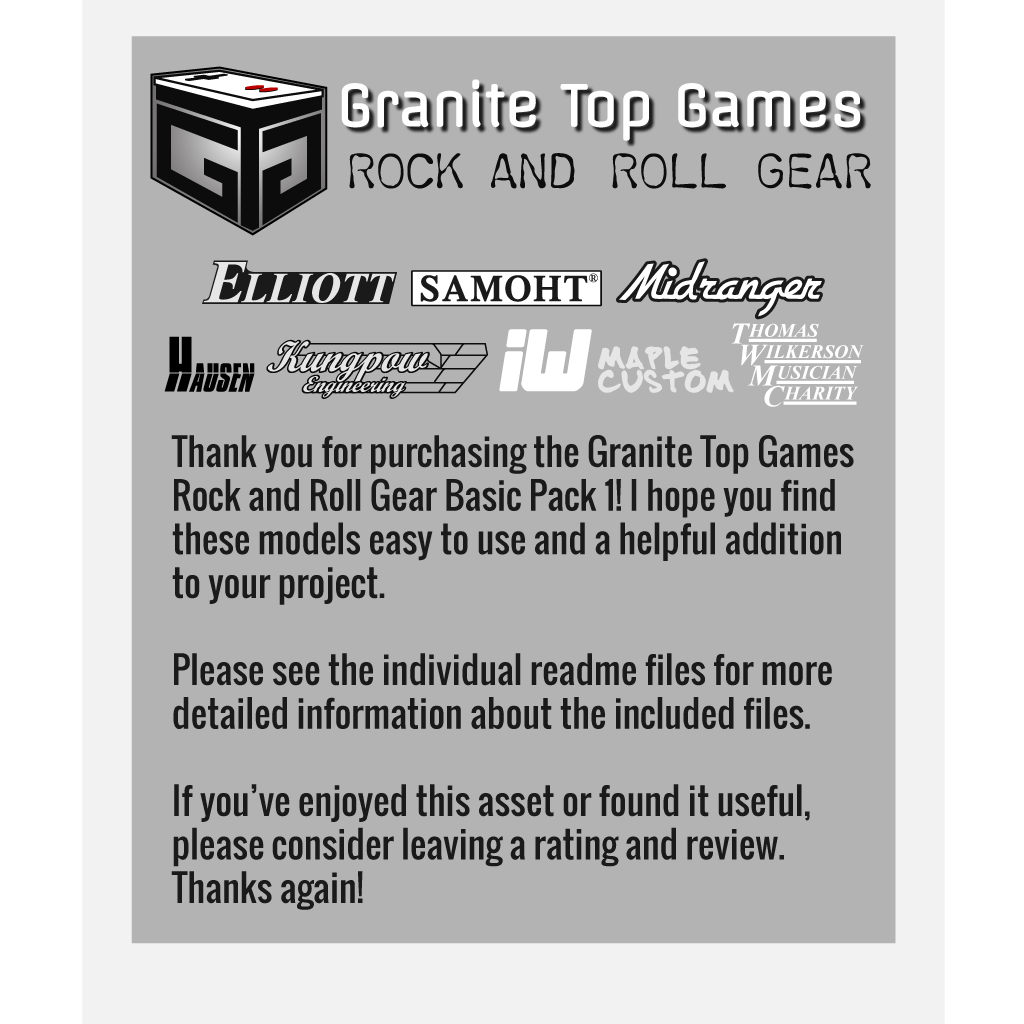 GTG
Granite Top Games
ROCK AND ROLL GEAR
ELLIOTT SAMOHT® Midranger
HAUSEN Kungpow Engineering iW MAPLE CUSTOM THOMAS WILKERSON MUSICIAN CHARITY
Thank you for purchasing the Granite Top Games
Rock and Roll Gear Basic Pack 1! I hope you find
these models easy to use and a helpful addition
to your project.
Please see the individual readme files for more
detailed information about the included files.
If you’ve enjoyed this asset or found it useful,
please consider leaving a rating and review.
Thanks again!